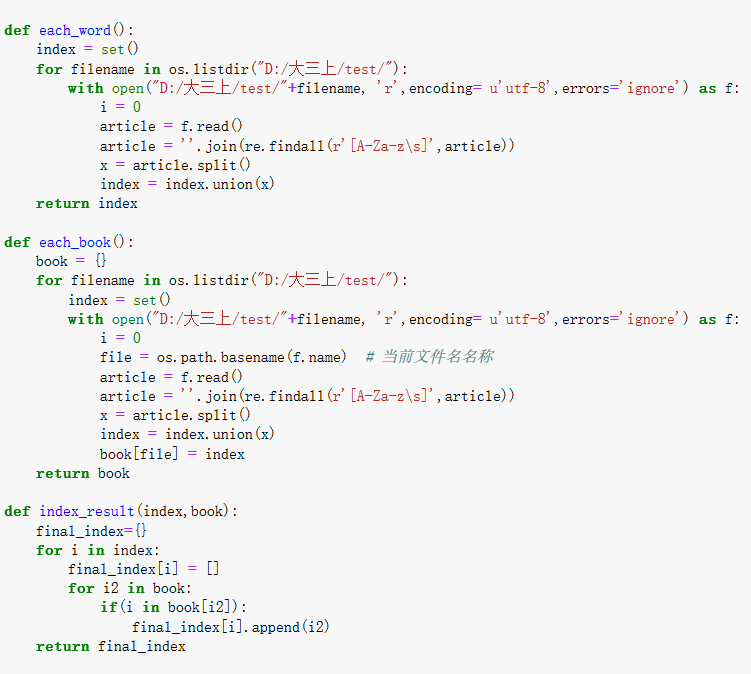 def each_word():
    index = set()
    for filename in os.listdir("D:/大三上/test/"):
        with open("D:/大三上/test/"+filename, 'r',encoding= u'utf-8',errors='ignore') as f:
            i = 0
            article = f.read()
            article = ''.join(re.findall(r'[A-Za-z\s]',article))
            x = article.split()
            index = index.union(x)
    return index

def each_book():
    book = {}
    for filename in os.listdir("D:/大三上/test/"):
        index = set()
        with open("D:/大三上/test/"+filename, 'r',encoding= u'utf-8',errors='ignore') as f:
            i = 0
            file = os.path.basename(f.name)  # 当前文件名名称
            article = f.read()
            article = ''.join(re.findall(r'[A-Za-z\s]',article))
            x = article.split()
            index = index.union(x)
            book[file] = index
    return book

def index_result(index,book):
    final_index={}
    for i in index:
        final_index[i] = []
        for i2 in book:
            if(i in book[i2]):
                final_index[i].append(i2)
    return final_index